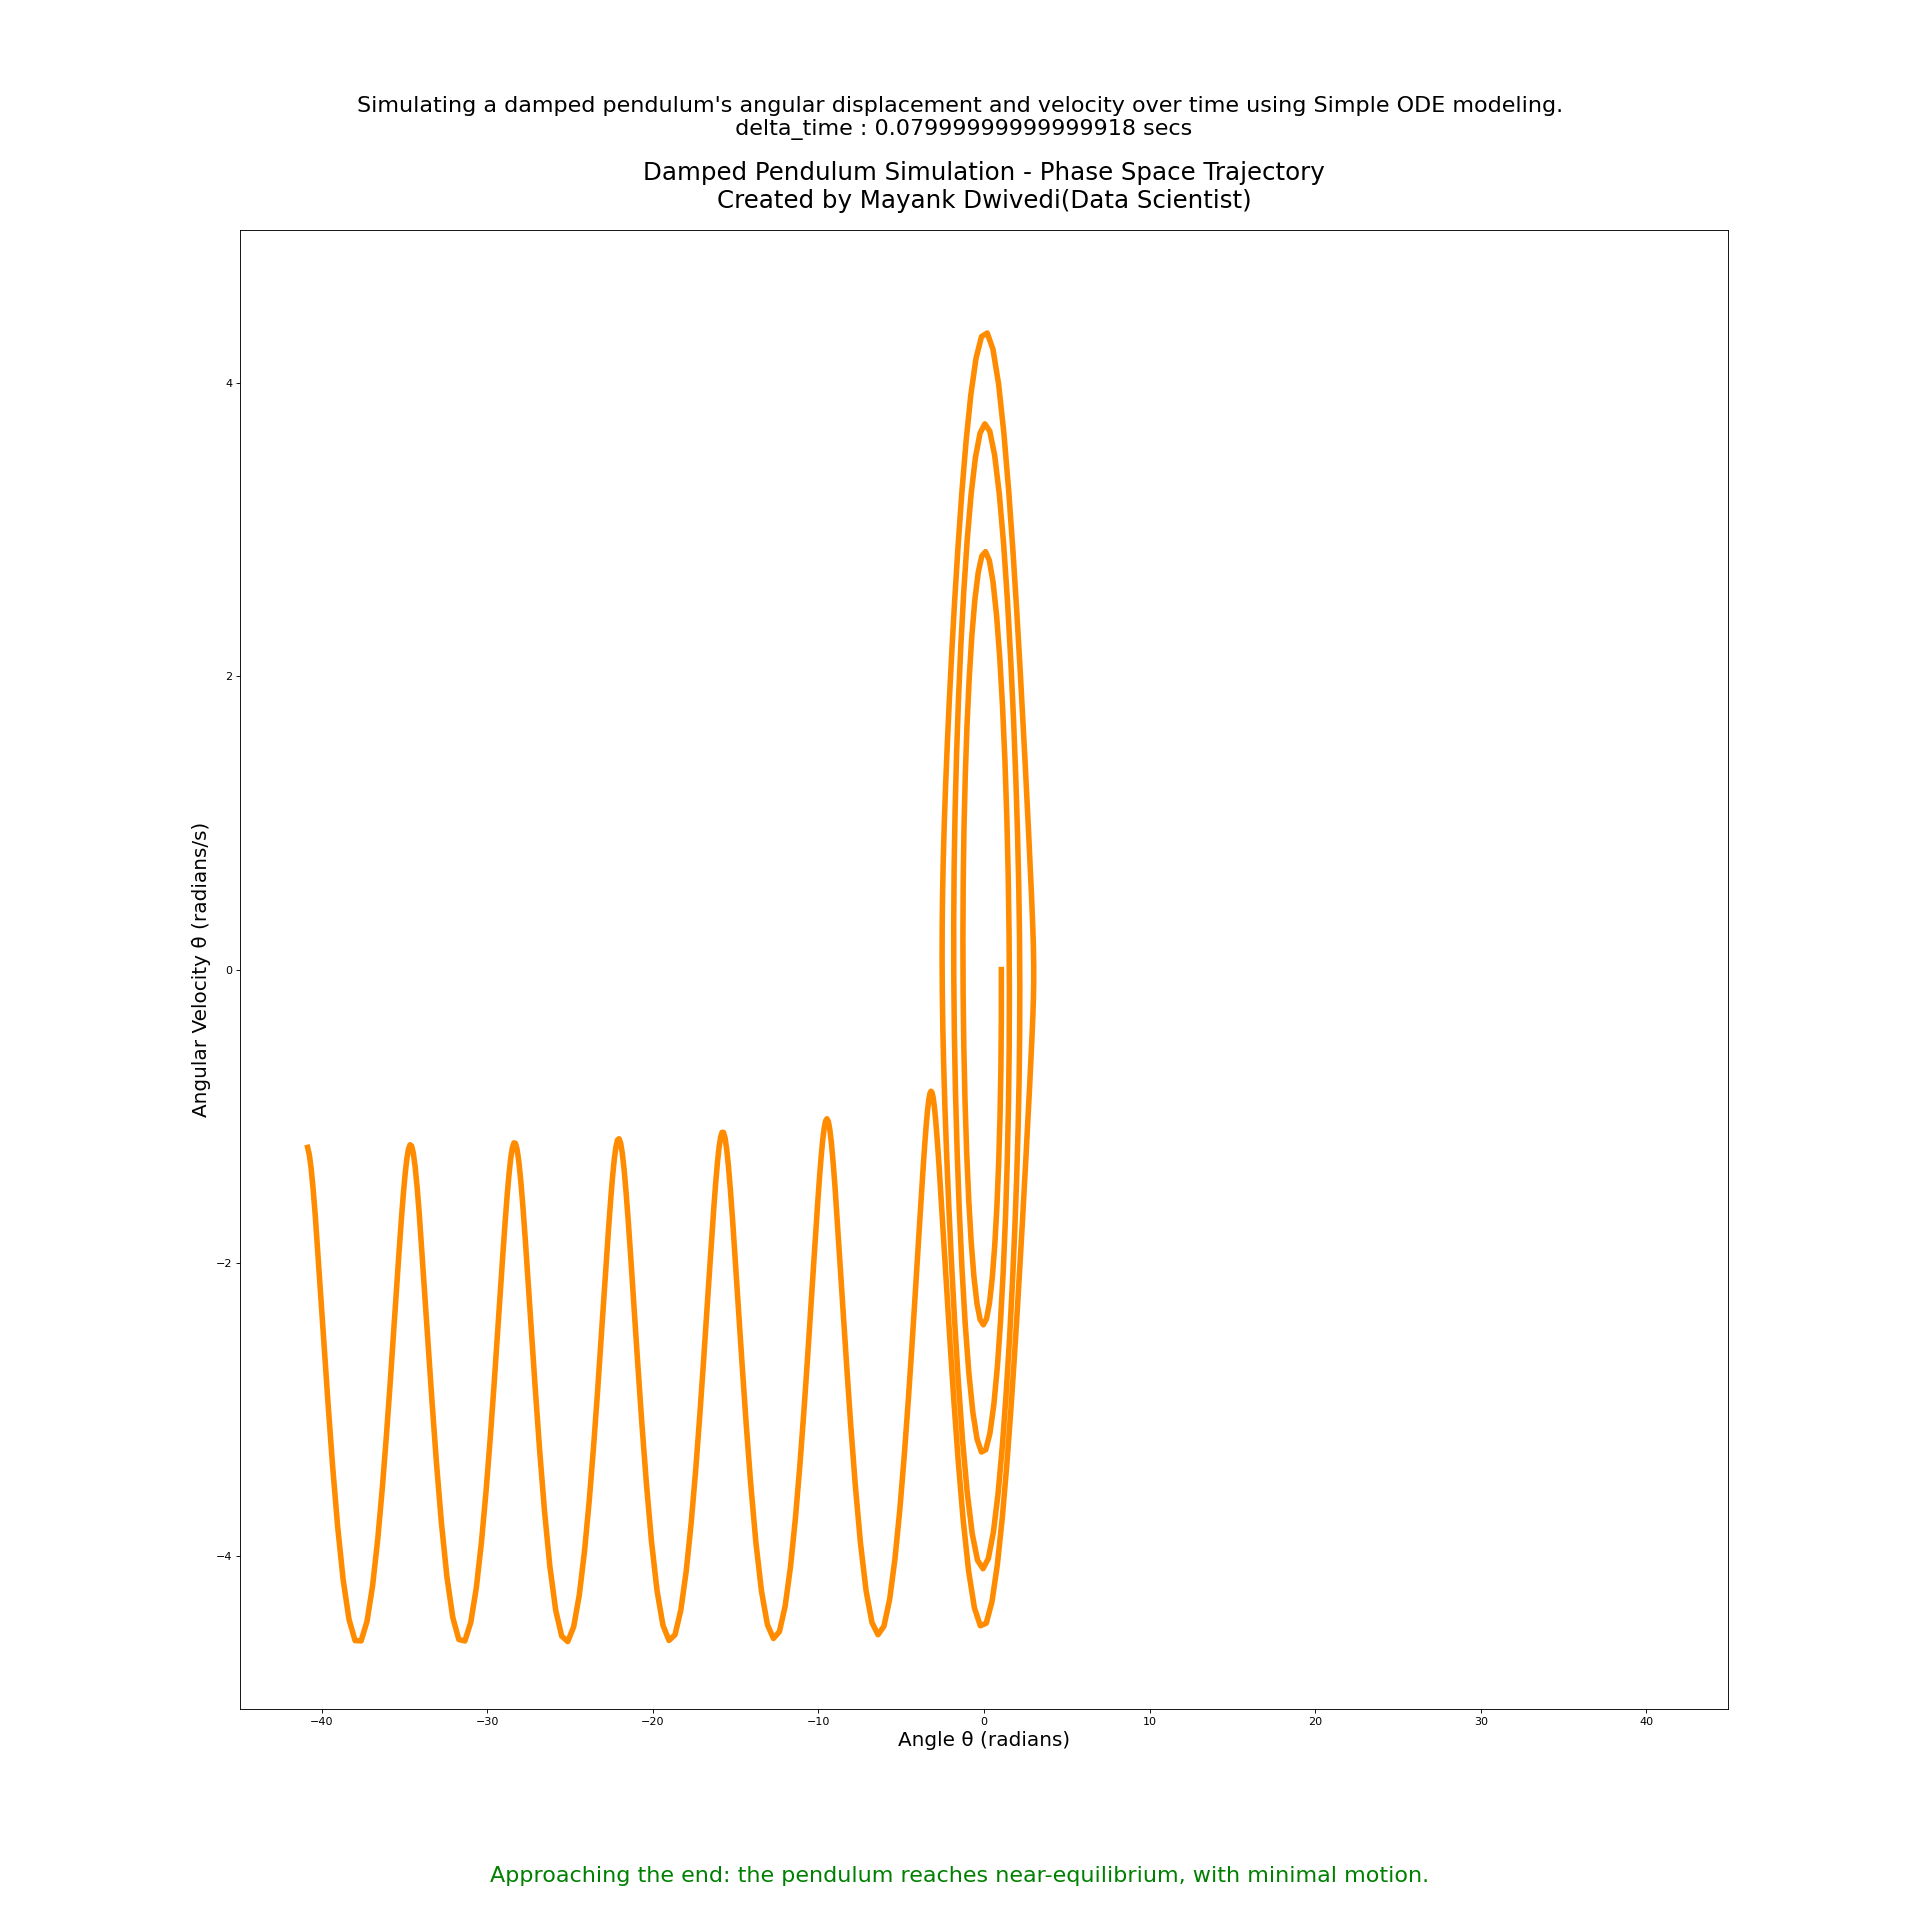 Simulating a damped pendulum's angular displacement and velocity over time using Simple ODE modeling.
delta_time : 0.07999999999999918 secs
Damped Pendulum Simulation - Phase Space Trajectory
Created by Mayank Dwivedi(Data Scientist)
Angular Velocity θ (radians/s)
4
2
0
−2
−4
−40
−30
−20
−10
0
10
20
30
40
Angle θ (radians)
Approaching the end: the pendulum reaches near-equilibrium, with minimal motion.